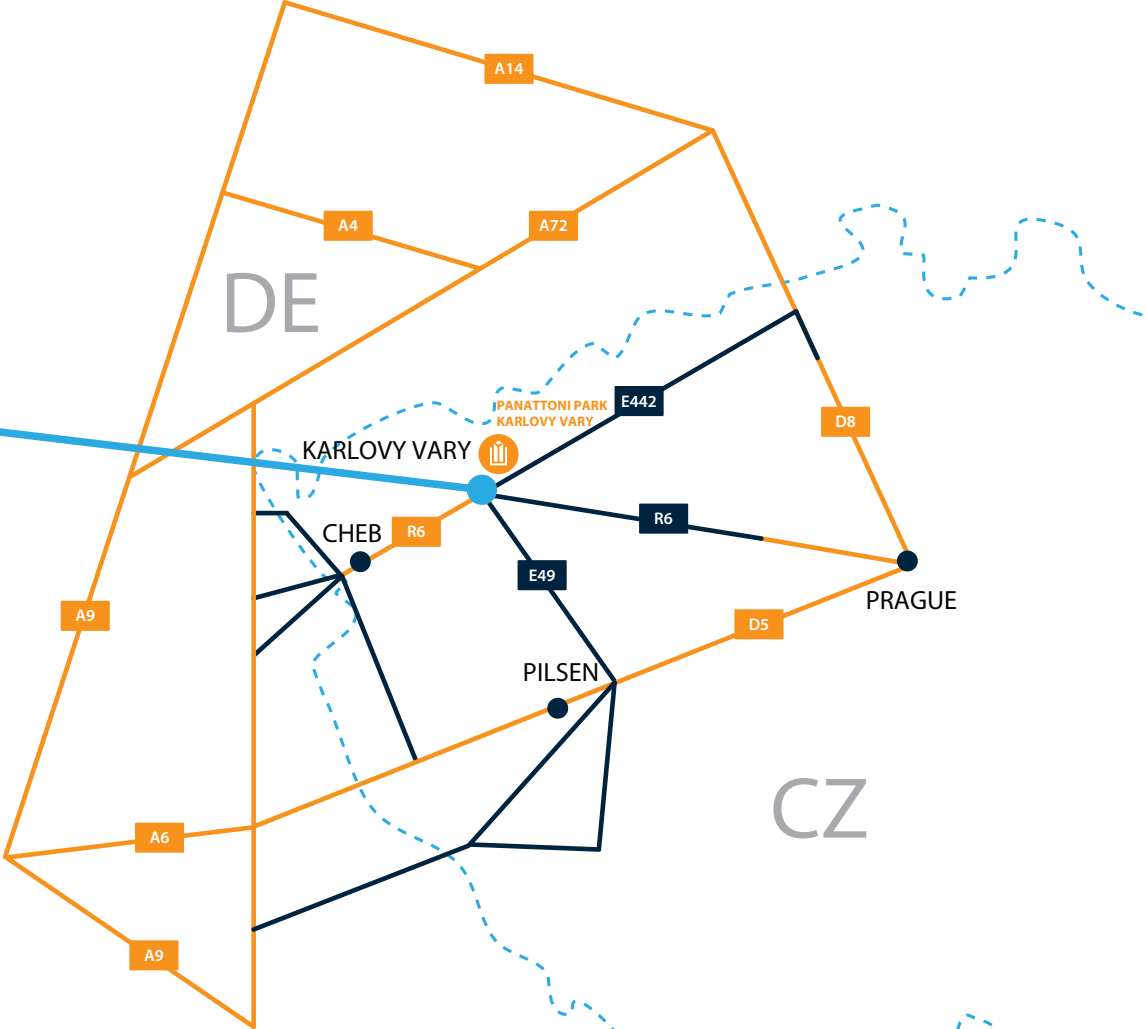 A14
A4
A72
DE
PANATTONI PARK
KARLOVY VARY
E442
D8
KARLOVY VARY
R6
CHEB
R6
E49
PRAGUE
A9
D5
PILSEN
CZ
A6
A9